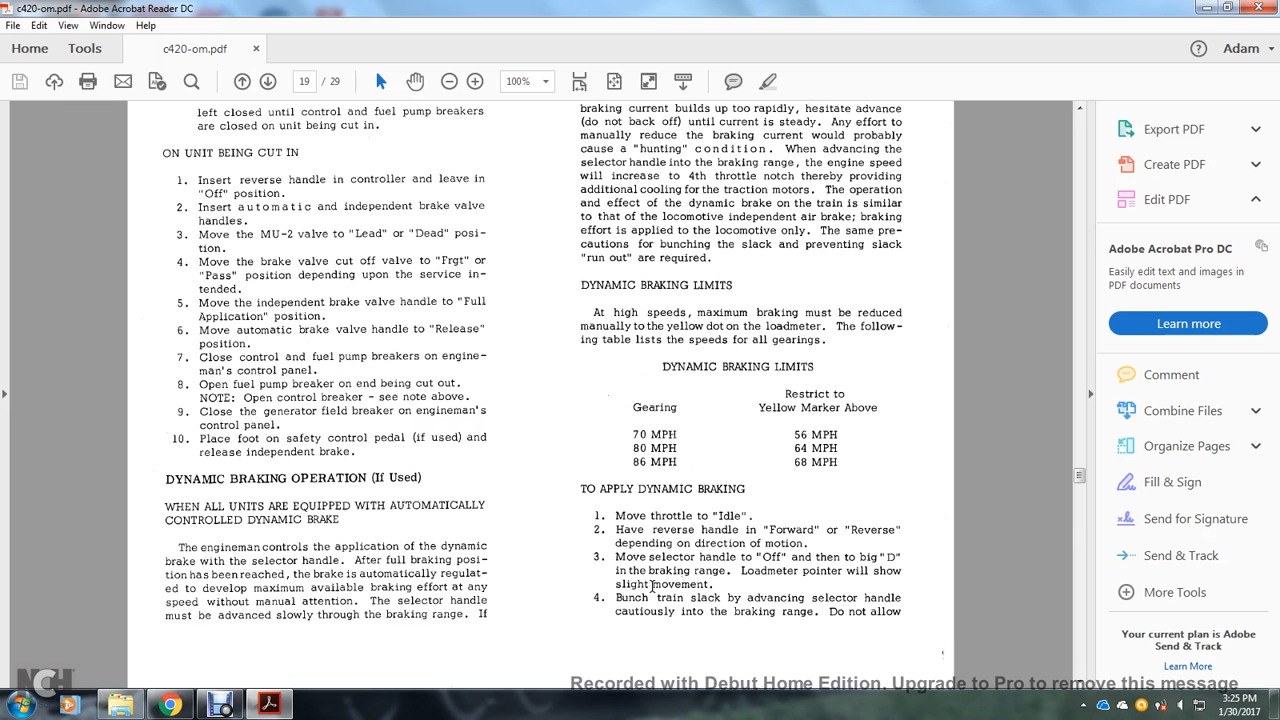 c420-om.pdf - Adobe Acrobat Reader DC
File Edit View Window Help
Home Tools c420-om.pdf × Adam
19 / 29 100%
left closed until control and fuel pump breakers
are closed on unit being cut in.
ON UNIT BEING CUT IN
1. Insert reverse handle in controller and leave in
"Off" position.
2. Insert automatic and independent brake valve
handles.
3. Move the MU-2 valve to "Lead" or "Dead" posi-
tion.
4. Move the brake valve cut off valve to "Frgt" or
"Pass" position depending upon the service in-
tended.
5. Move the independent brake valve handle to "Full
Application" position.
6. Move automatic brake valve handle to "Release"
position.
7. Close control and fuel pump breakers on engine-
man's control panel.
8. Open fuel pump breaker on end being cut out.
NOTE: Open control breaker - see note above.
9. Close the generator field breaker on engineman's
control panel.
10. Place foot on safety control pedal (if used) and
release independent brake.
DYNAMIC BRAKING OPERATION (If Used)
WHEN ALL UNITS ARE EQUIPPED WITH AUTOMATICALLY
CONTROLLED DYNAMIC BRAKE
The engineman controls the application of the dynamic
brake with the selector handle. After full braking posi-
tion has been reached, the brake is automatically regulat-
ed to develop maximum available braking effort at any
speed without manual attention. The selector handle
must be advanced slowly through the braking range. If
braking current builds up too rapidly, hesitate advance
(do not back off) until current is steady. Any effort to
manually reduce the braking current would probably
cause a "hunting" condition. When advancing the
selector handle into the braking range, the engine speed
will increase to 4th throttle notch thereby providing
additional cooling for the traction motors. The operation
and effect of the dynamic brake on the train is similar
to that of the locomotive independent air brake; braking
effort is applied to the locomotive only. The same pre-
cautions for bunching the slack and preventing slack
"run out" are required.
DYNAMIC BRAKING LIMITS
At high speeds, maximum braking must be reduced
manually to the yellow dot on the loadmeter. The follow-
ing table lists the speeds for all gearings.
DYNAMIC BRAKING LIMITS
Restrict to
Gearing Yellow Marker Above
70 MPH 56 MPH
80 MPH 64 MPH
86 MPH 68 MPH
TO APPLY DYNAMIC BRAKING
1. Move throttle to "Idle".
2. Have reverse handle in "Forward" or "Reverse"
depending on direction of motion.
3. Move selector handle to "Off" and then to big "D"
in the braking range. Loadmeter pointer will show
slight movement.
4. Bunch train slack by advancing selector handle
cautiously into the braking range. Do not allow
Export PDF
Create PDF
Edit PDF
Adobe Acrobat Pro DC
Easily edit text and images in
PDF documents
Learn more
Comment
Combine Files
Organize Pages
Fill & Sign
Send for Signature
Send & Track
More Tools
Your current plan is Adobe
Send & Track
Learn More
NCH
Recorded with Debut Home Edition. Upgrade to Pro to remove this message
3:25 PM
1/30/2017